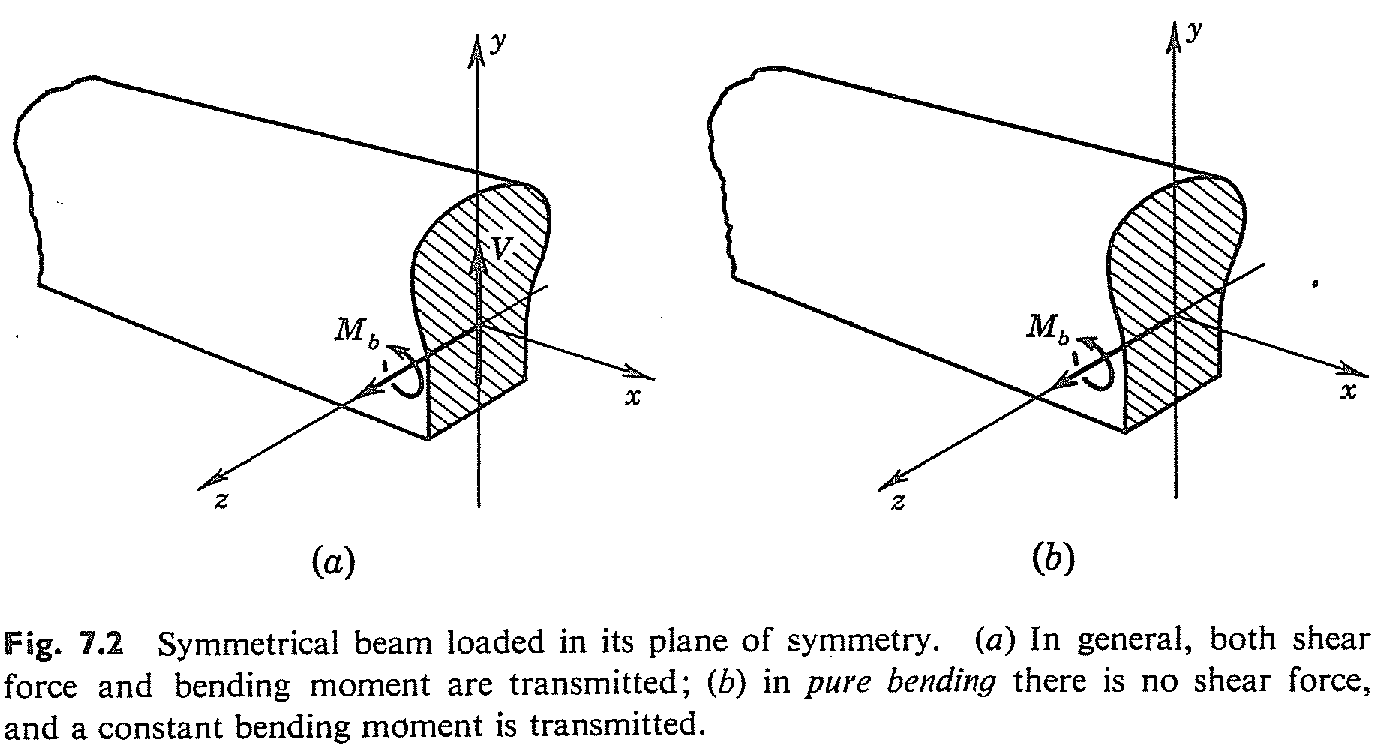 y
y
V
M_b
M_b
x
x
z
z
(a)
(b)
Fig. 7.2 Symmetrical beam loaded in its plane of symmetry. (a) In general, both shear
force and bending moment are transmitted; (b) in pure bending there is no shear force,
and a constant bending moment is transmitted.